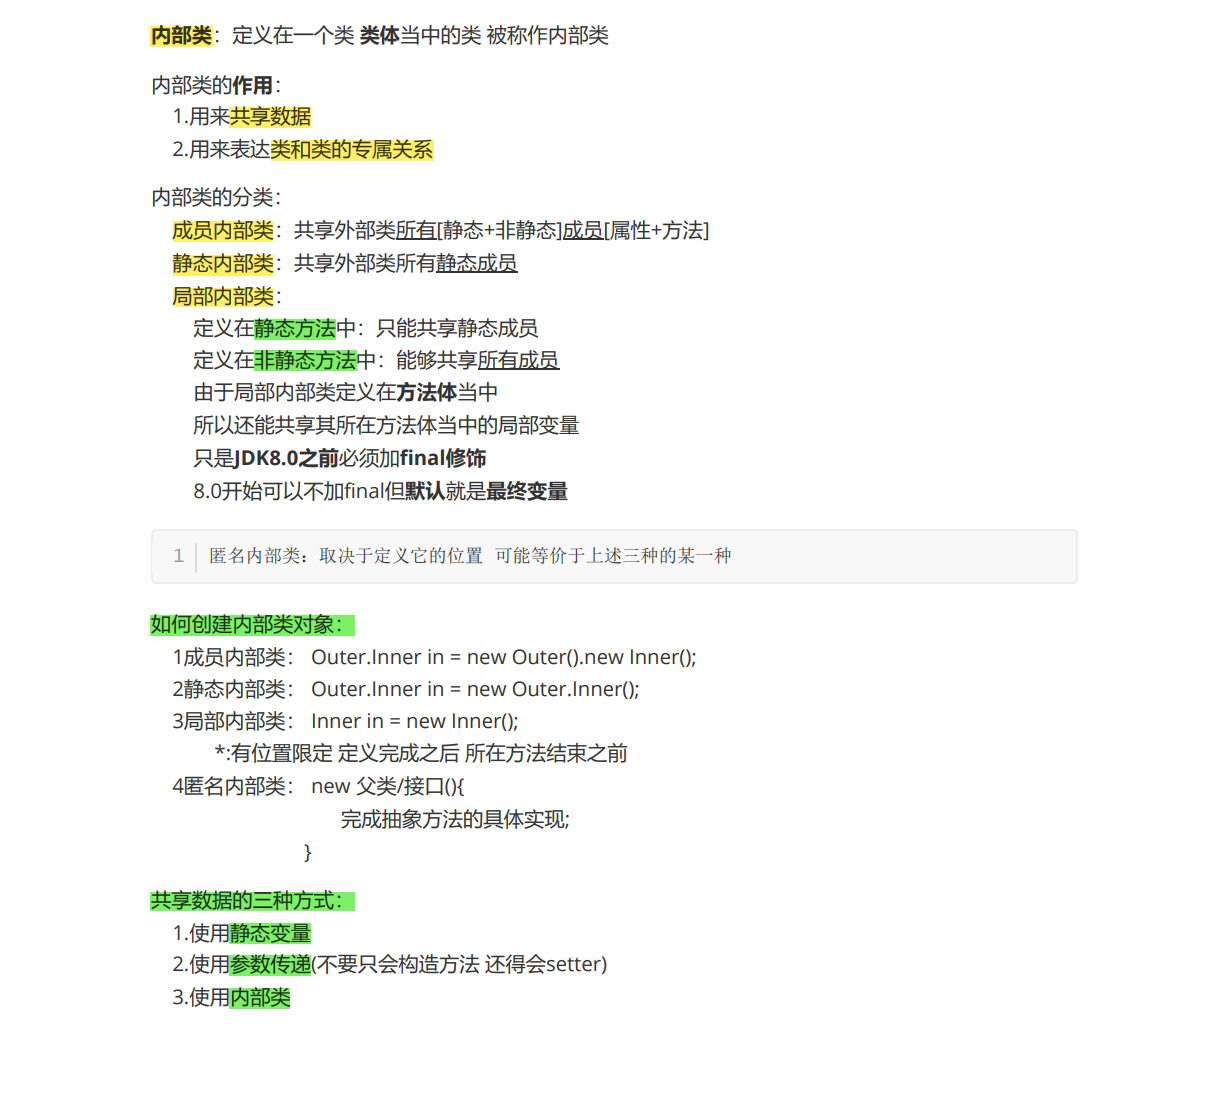 内部类：定义在一个类 类体当中的类 被称作内部类
内部类的作用：
1.用来共享数据
2.用来表达类和类的专属关系
内部类的分类：
成员内部类：共享外部类所有[静态+非静态]成员[属性+方法]
静态内部类：共享外部类所有静态成员
局部内部类：
定义在静态方法中：只能共享静态成员
定义在非静态方法中：能够共享所有成员
由于局部内部类定义在方法体当中
所以还能共享其所在方法体当中的局部变量
只是JDK8.0之前必须加final修饰
8.0开始可以不加final但默认就是最终变量
1 匿名内部类：取决于定义它的位置 可能等价于上述三种的某一种
如何创建内部类对象：
1成员内部类： Outer.Inner in = new Outer().new Inner();
2静态内部类： Outer.Inner in = new Outer.Inner();
3局部内部类： Inner in = new Inner();
*:有位置限定 定义完成之后 所在方法结束之前
4匿名内部类： new 父类/接口(){
完成抽象方法的具体实现;
}
共享数据的三种方式：
1.使用静态变量
2.使用参数传递(不要只会构造方法 还得会setter)
3.使用内部类